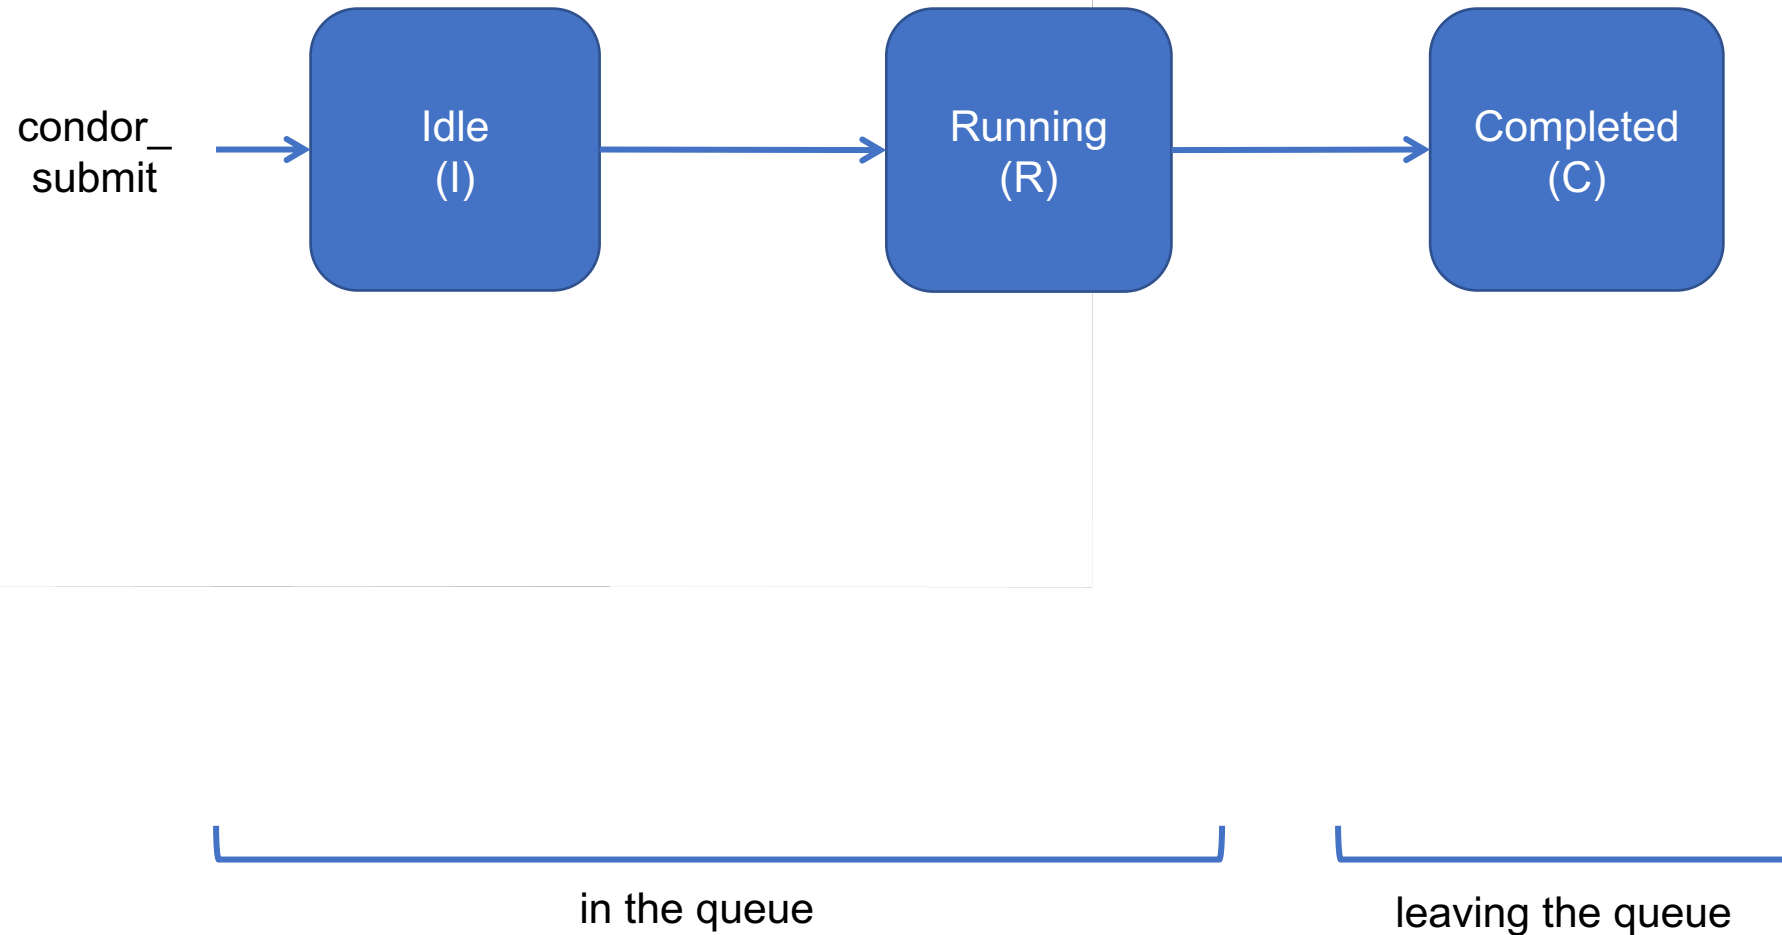 condor_
submit
Idle
(I)
Running
(R)
Completed
(C)
in the queue
leaving the queue